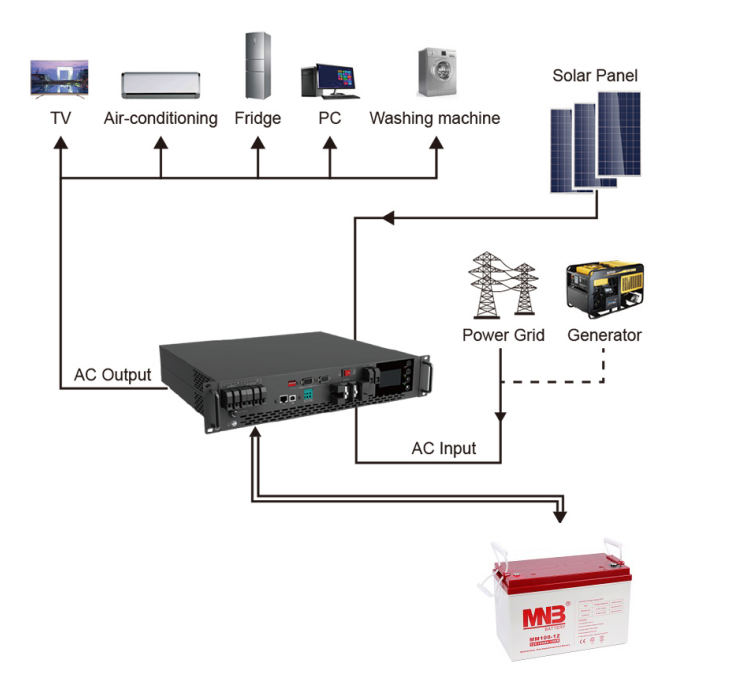 TV
Air-conditioning
Fridge
PC
Washing machine
Solar Panel
Power Grid
Generator
AC Output
AC Input
MNB
BATTERY
MM100-12